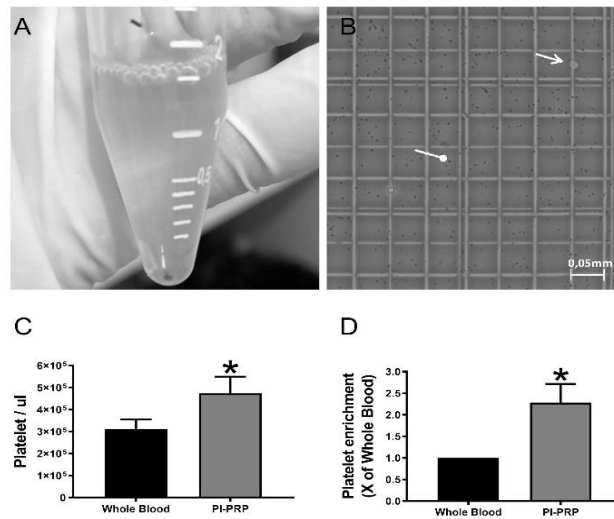 A
B
1
0,5
0,05mm
C
Platelet / ul
6×10⁵
5×10⁵
4×10⁵
3×10⁵
2×10⁵
1×10⁵
0
*
Whole Blood
PI-PRP
D
Platelet enrichment
(X of Whole Blood)
3.0
2.5
2.0
1.5
1.0
0.5
0.0
*
Whole Blood
PI-PRP